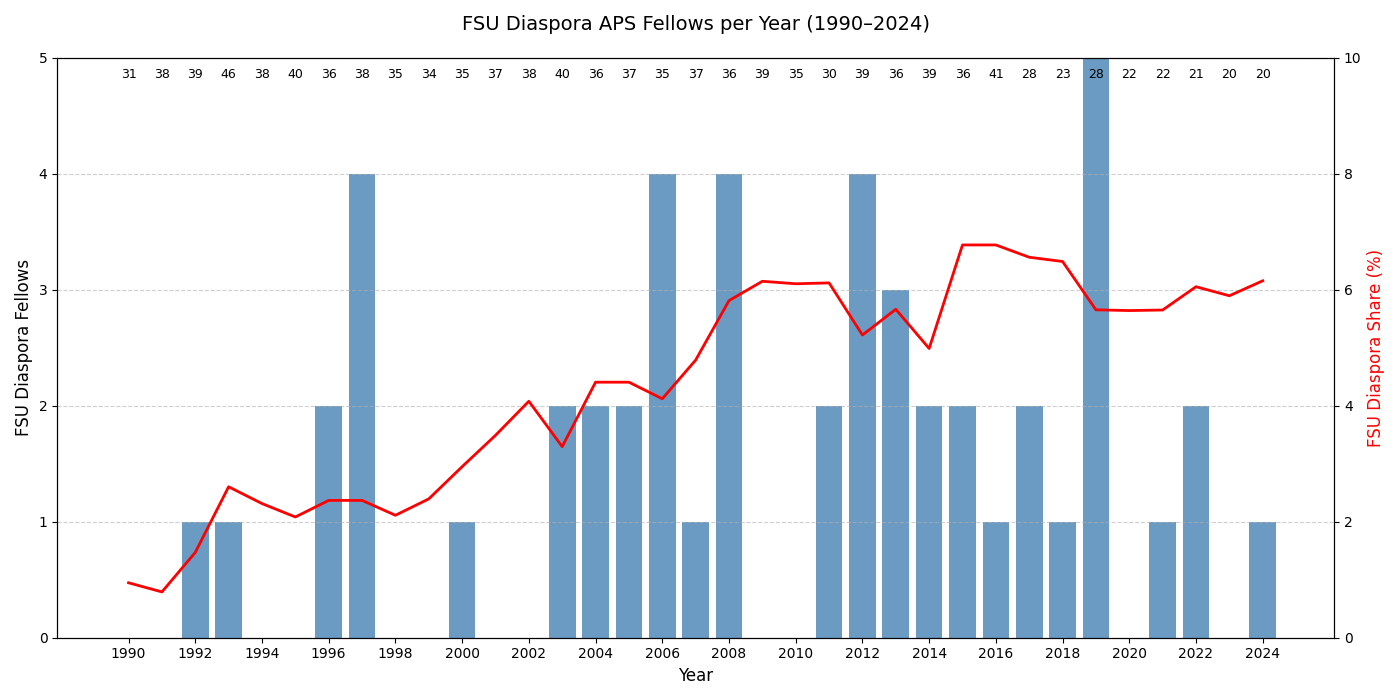 FSU Diaspora APS Fellows per Year (1990–2024)
5 31 38 39 46 38 40 36 38 35 34 35 37 38 40 36 37 35 37 36 39 35 30 39 36 39 36 41 28 23 28 22 22 21 20 20 10
4 8
3 6
2 4
1 2
0 0
FSU Diaspora Fellows
FSU Diaspora Share (%)
1990 1992 1994 1996 1998 2000 2002 2004 2006 2008 2010 2012 2014 2016 2018 2020 2022 2024
Year